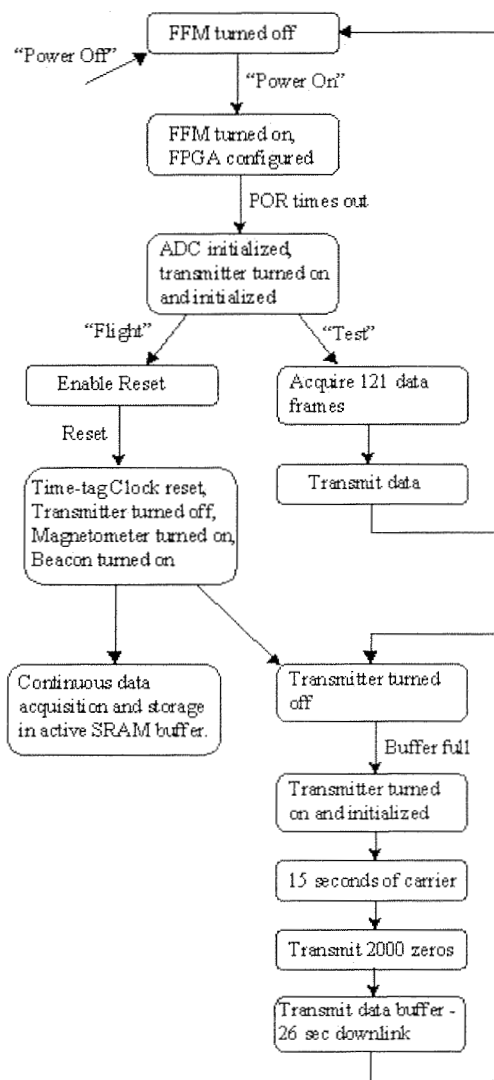 FFM turned off
“Power Off”
“Power On”
FFM turned on,
FPGA configured
POR times out
ADC initialized,
transmitter turned on
and initialized
“Flight”
“Test”
Enable Reset
Acquire 121 data
frames
Reset
Transmit data
Time-tag Clock reset,
Transmitter turned off,
Magnetometer turned on,
Beacon turned on
Continuous data
acquisition and storage
in active SRAM buffer.
Transmitter turned
off
Buffer full
Transmitter turned
on and initialized
15 seconds of carrier
Transmit 2000 zeros
Transmit data buffer -
26 sec downlink